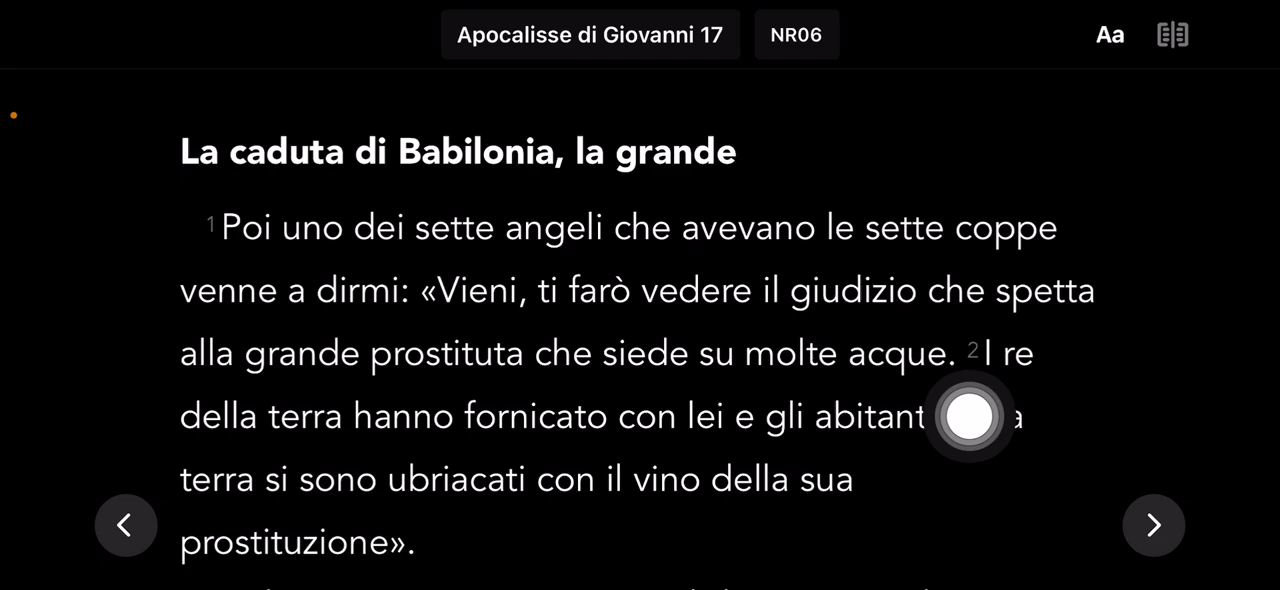 Apocalisse di Giovanni 17 NR06 Aa
La caduta di Babilonia, la grande
1 Poi uno dei sette angeli che avevano le sette coppe
venne a dirmi: «Vieni, ti farò vedere il giudizio che spetta
alla grande prostituta che siede su molte acque. 2 I re
della terra hanno fornicato con lei e gli
terra si sono ubriacati con il vino della sua
prostituzione».